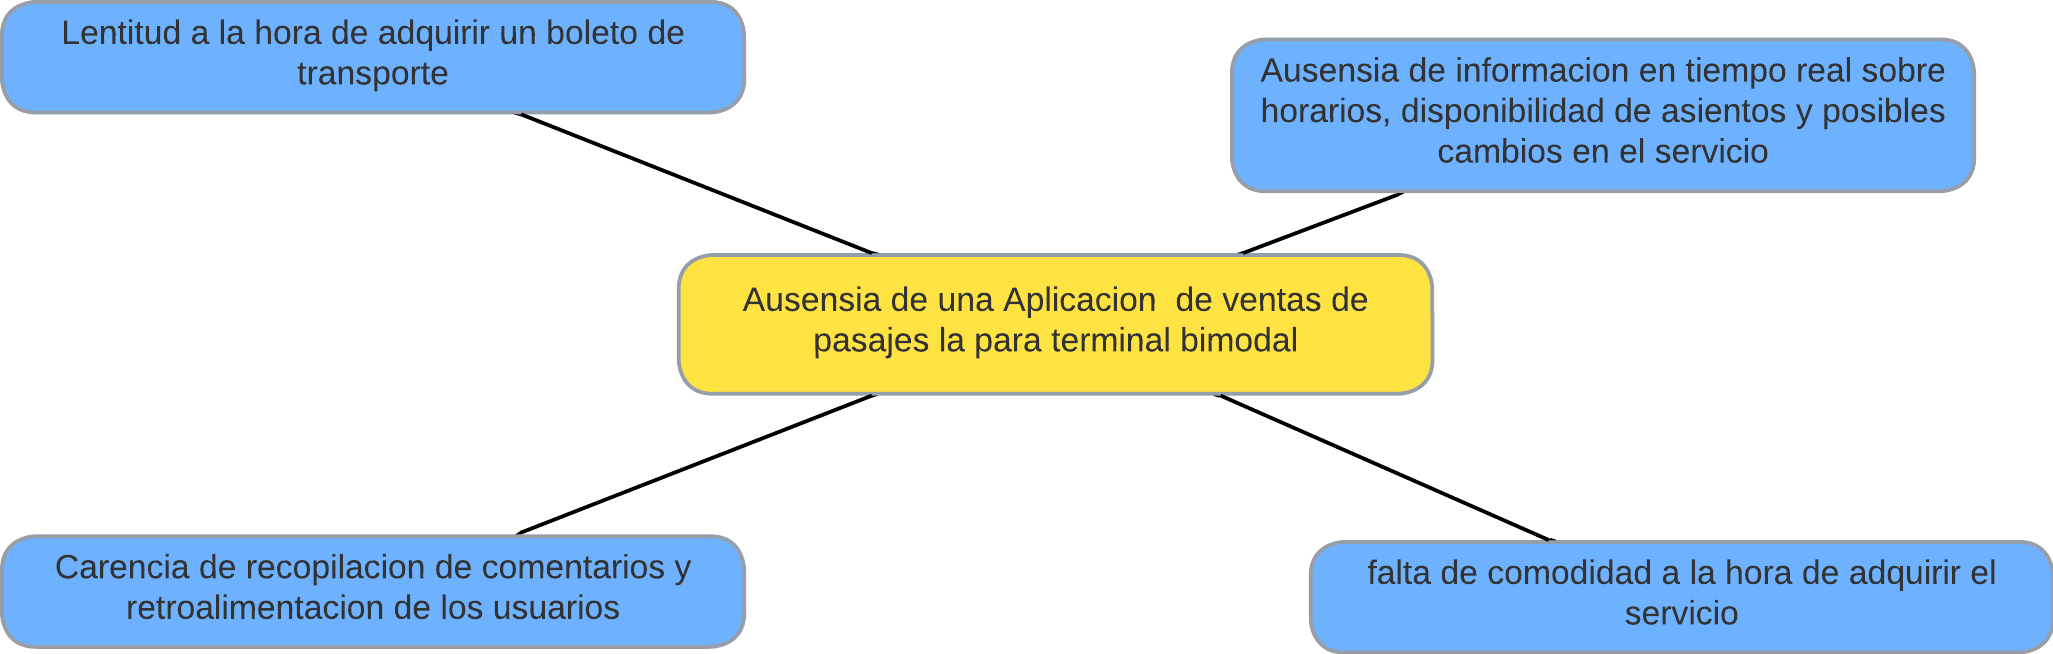 Lentitud a la hora de adquirir un boleto de
transporte
Ausensia de informacion en tiempo real sobre
horarios, disponibilidad de asientos y posibles
cambios en el servicio
Ausensia de una Aplicacion  de ventas de
pasajes la para terminal bimodal
Carencia de recopilacion de comentarios y
retroalimentacion de los usuarios
falta de comodidad a la hora de adquirir el
servicio